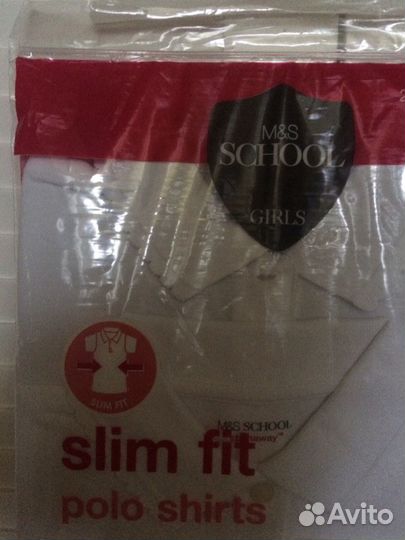 M&S
SCHOOL
GIRLS
SLIM FIT
M&S SCHOOL
slim fit
polo shirts
Avito